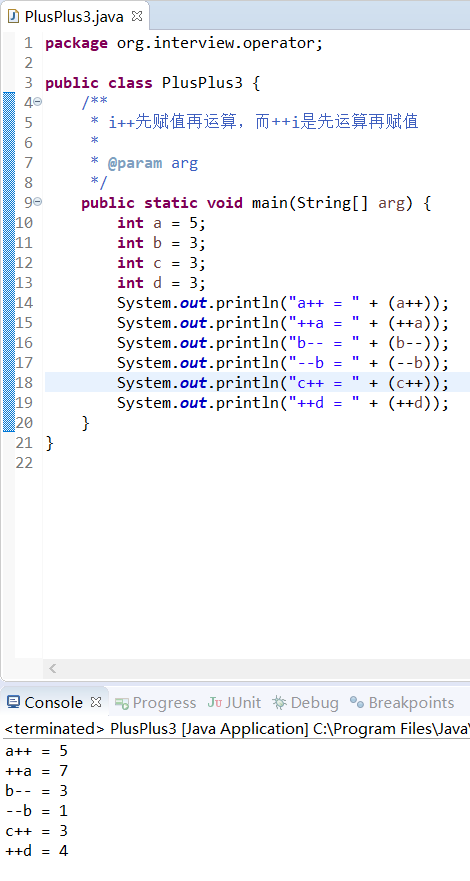 PlusPlus3.java
1 package org.interview.operator;
2
3 public class PlusPlus3 {
4 /**
5 * i++先赋值再运算，而++i是先运算再赋值
6 *
7 * @param arg
8 */
9 public static void main(String[] arg) {
10 int a = 5;
11 int b = 3;
12 int c = 3;
13 int d = 3;
14 System.out.println("a++ = " + (a++));
15 System.out.println("++a = " + (++a));
16 System.out.println("b-- = " + (b--));
17 System.out.println("--b = " + (--b));
18 System.out.println("c++ = " + (c++));
19 System.out.println("++d = " + (++d));
20 }
21 }
22
Console Progress JUnit Debug Breakpoints
<terminated> PlusPlus3 [Java Application] C:\Program Files\Java\
a++ = 5
++a = 7
b-- = 3
--b = 1
c++ = 3
++d = 4